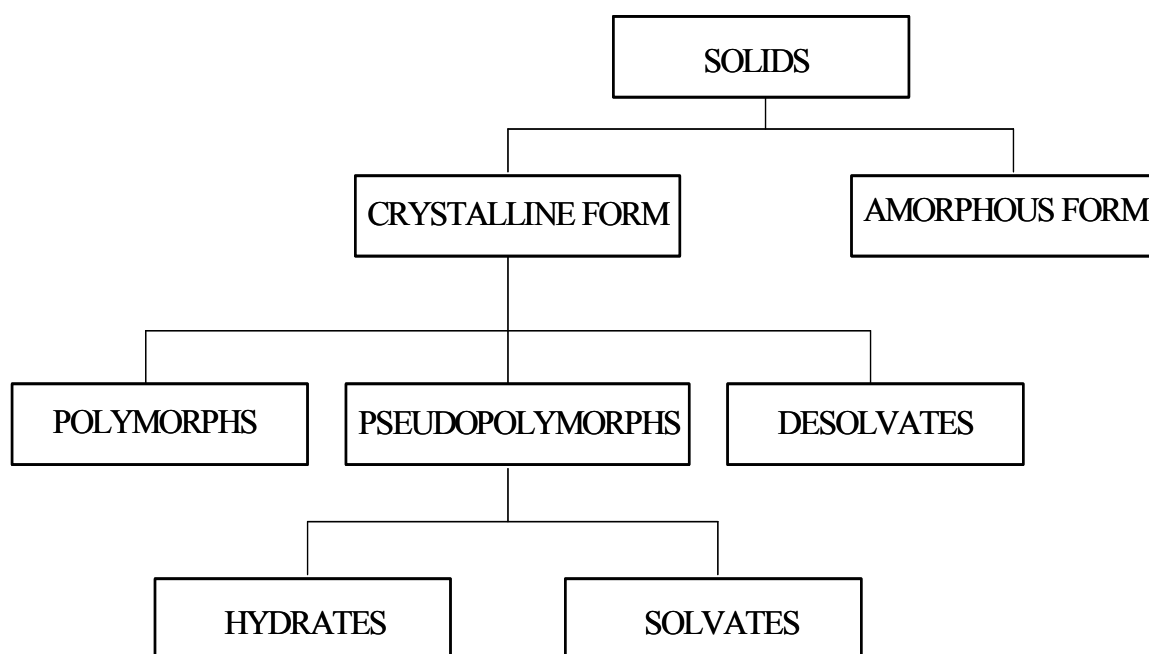 SOLIDS
CRYSTALLINE FORM
AMORPHOUS FORM
POLYMORPHS
PSEUDOPOLYMORPHS
DESOLVATES
HYDRATES
SOLVATES